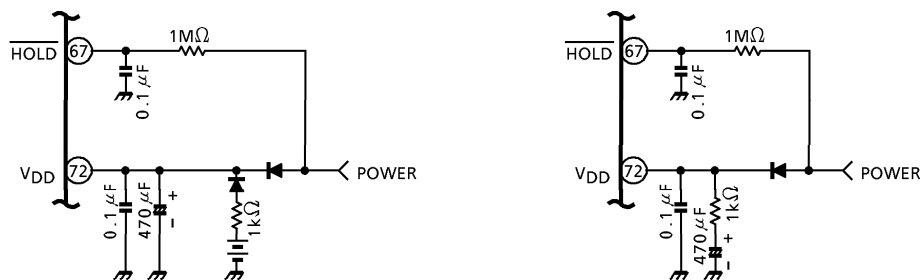 1MΩ
HOLD
67
0.1 μF
VDD
72
POWER
0.1 μF
470 μF
+
-
1kΩ
1MΩ
HOLD
67
0.1 μF
VDD
72
POWER
0.1 μF
470 μF
+
-
1kΩ